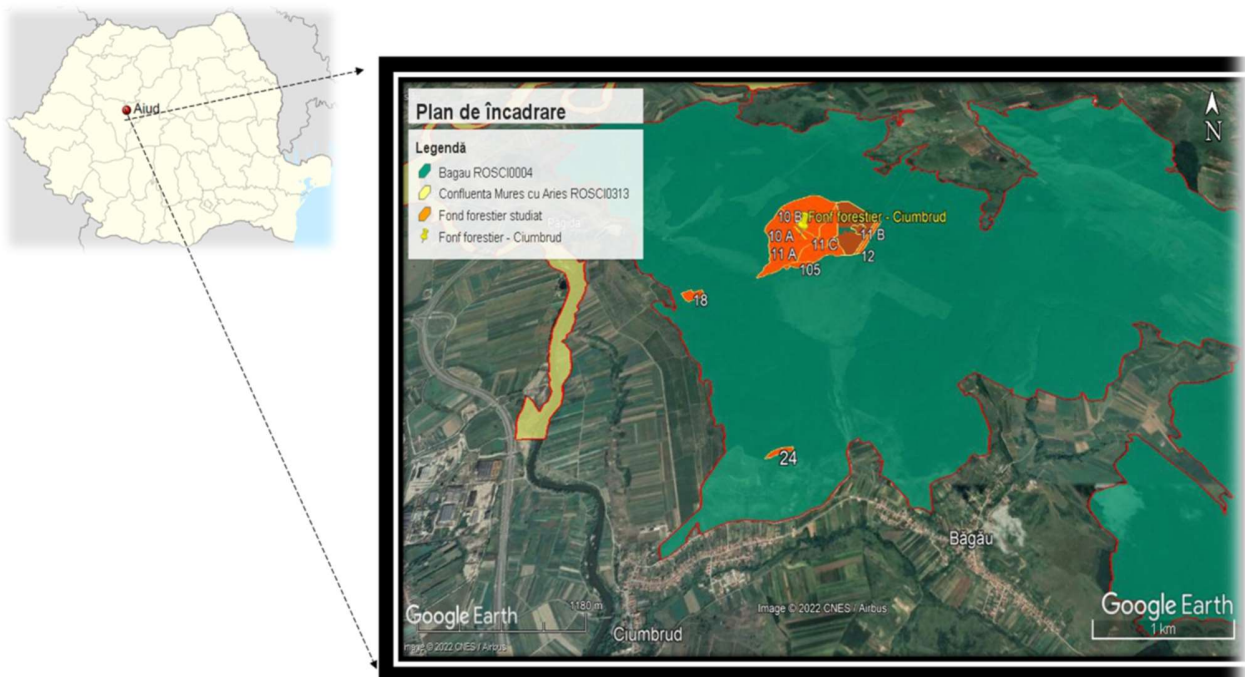 Aiud
Plan de încadrare
Legendă
Bagau ROSCI0004
Confluenta Mures cu Aries ROSCI0313
Fond forestier studiat
Fonf forestier - Ciumbrud
N
10 B
Fonf forestier - Ciumbrud
10 A
11 C
11 B
11 A
12
105
18
24
Băgău
Google Earth
1180 m
Image © 2022 CNES / Airbus
Google Earth
1 km
Ciumbrud
Image © 2022 CNES / Airbus